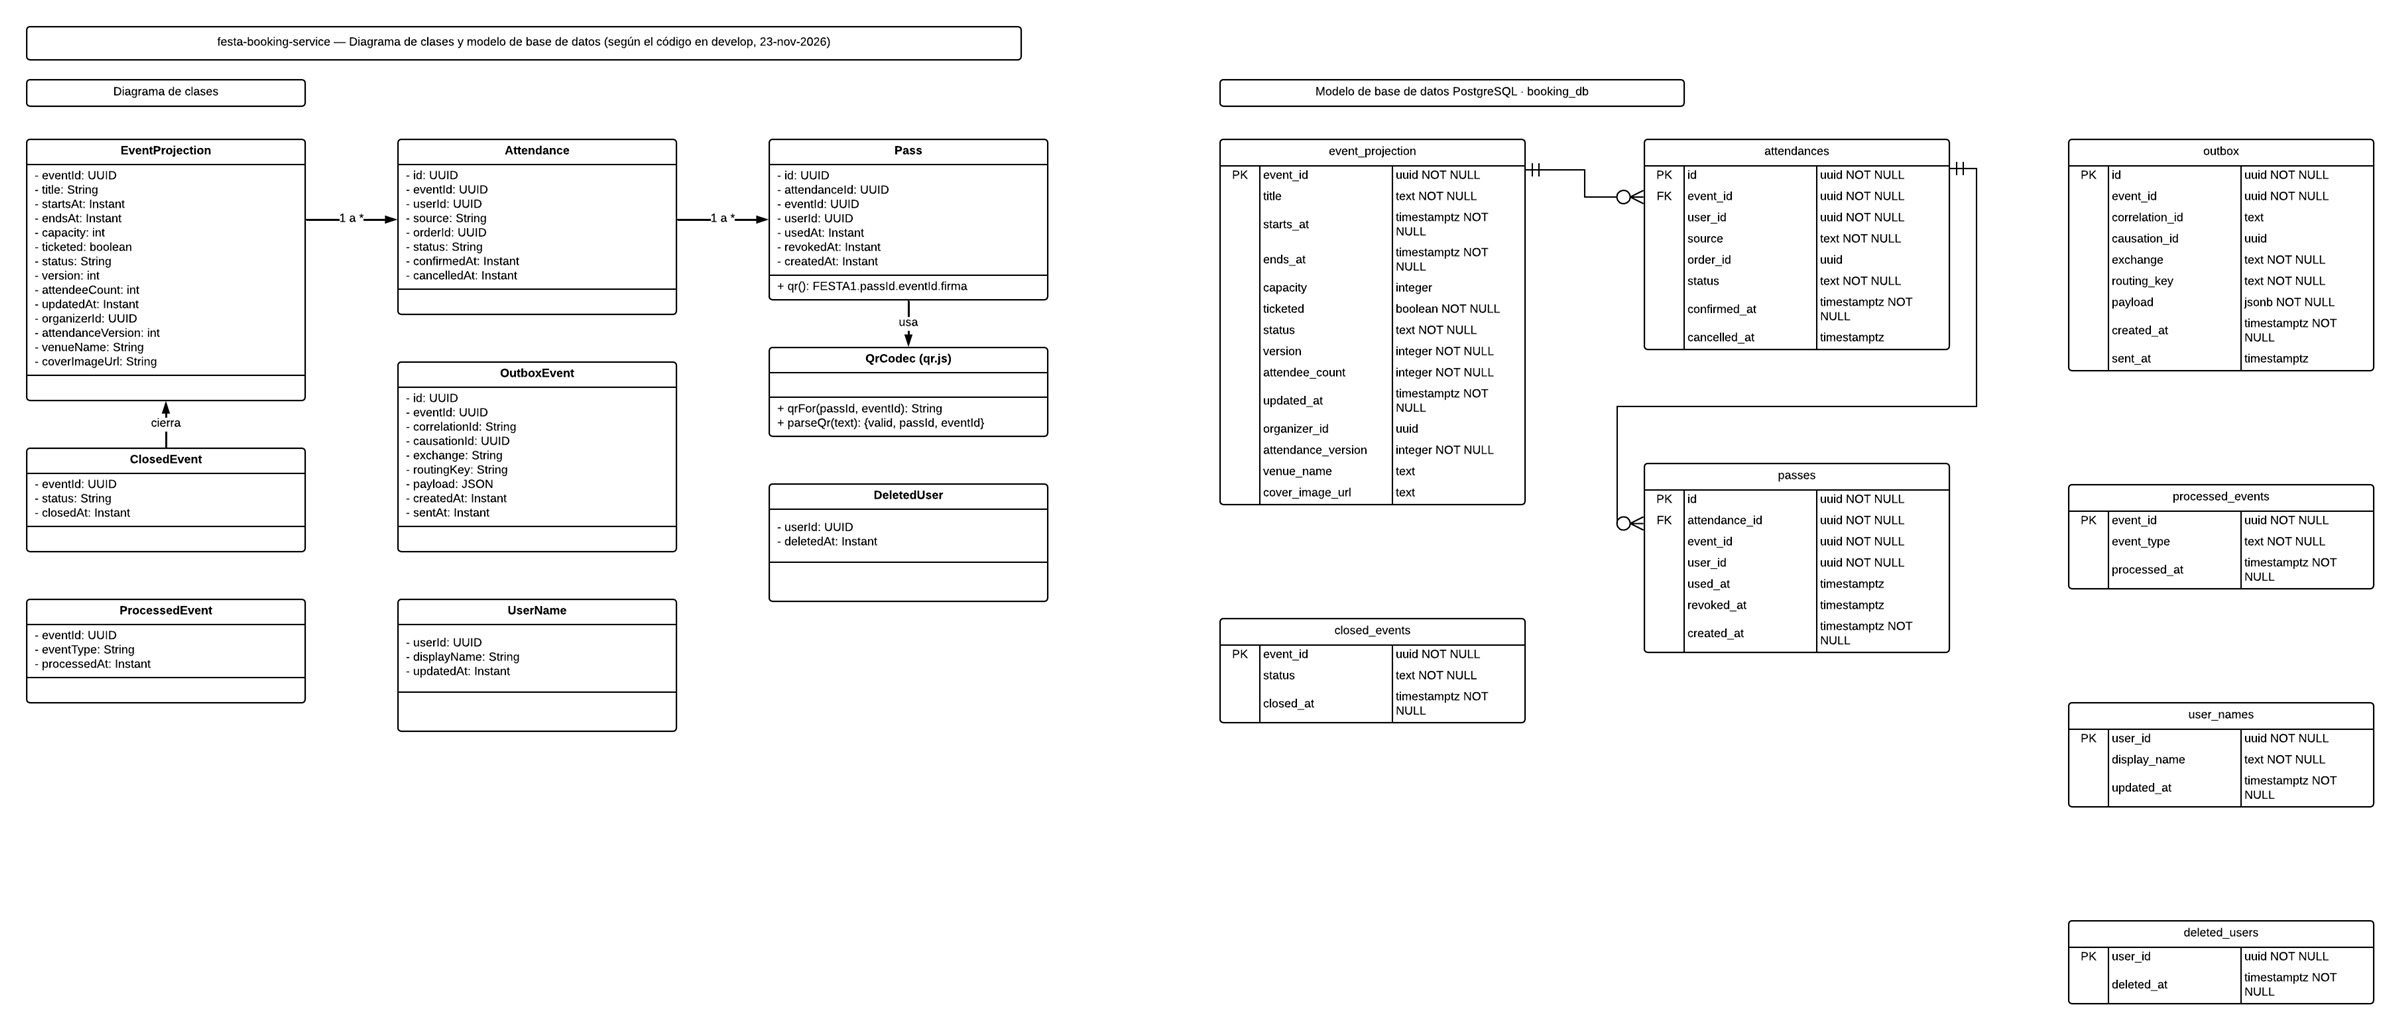 festa-booking-service — Diagrama de clases y modelo de base de datos (según el código en develop, 23-nov-2026)
Diagrama de clases
EventProjection
- eventId: UUID
- title: String
- startsAt: Instant
- endsAt: Instant
- capacity: int
- ticketed: boolean
- status: String
- version: int
- attendeeCount: int
- updatedAt: Instant
- organizerId: UUID
- attendanceVersion: int
- venueName: String
- coverImageUrl: String
1 a *
Attendance
- id: UUID
- eventId: UUID
- userId: UUID
- source: String
- orderId: UUID
- status: String
- confirmedAt: Instant
- cancelledAt: Instant
1 a *
Pass
- id: UUID
- attendanceId: UUID
- eventId: UUID
- userId: UUID
- usedAt: Instant
- revokedAt: Instant
- createdAt: Instant
+ qr(): FESTA1.passId.eventId.firma
usa
QrCodec (qr.js)
+ qrFor(passId, eventId): String
+ parseQr(text): {valid, passId, eventId}
cierra
ClosedEvent
- eventId: UUID
- status: String
- closedAt: Instant
OutboxEvent
- id: UUID
- eventId: UUID
- correlationId: String
- causationId: UUID
- exchange: String
- routingKey: String
- payload: JSON
- createdAt: Instant
- sentAt: Instant
DeletedUser
- userId: UUID
- deletedAt: Instant
ProcessedEvent
- eventId: UUID
- eventType: String
- processedAt: Instant
UserName
- userId: UUID
- displayName: String
- updatedAt: Instant
Modelo de base de datos PostgreSQL · booking_db
event_projection
PK event_id uuid NOT NULL
title text NOT NULL
starts_at timestamptz NOT
NULL
ends_at timestamptz NOT
NULL
capacity integer
ticketed boolean NOT NULL
status text NOT NULL
version integer NOT NULL
attendee_count integer NOT NULL
updated_at timestamptz NOT
NULL
organizer_id uuid
attendance_version integer NOT NULL
venue_name text
cover_image_url text
closed_events
PK event_id uuid NOT NULL
status text NOT NULL
closed_at timestamptz NOT
NULL
attendances
PK id uuid NOT NULL
FK event_id uuid NOT NULL
user_id uuid NOT NULL
source text NOT NULL
order_id uuid
status text NOT NULL
confirmed_at timestamptz NOT
NULL
cancelled_at timestamptz
passes
PK id uuid NOT NULL
FK attendance_id uuid NOT NULL
event_id uuid NOT NULL
user_id uuid NOT NULL
used_at timestamptz
revoked_at timestamptz
created_at timestamptz NOT
NULL
outbox
PK id uuid NOT NULL
event_id uuid NOT NULL
correlation_id text
causation_id uuid
exchange text NOT NULL
routing_key text NOT NULL
payload jsonb NOT NULL
created_at timestamptz NOT
NULL
sent_at timestamptz
processed_events
PK event_id uuid NOT NULL
event_type text NOT NULL
processed_at timestamptz NOT
NULL
user_names
PK user_id uuid NOT NULL
display_name text NOT NULL
updated_at timestamptz NOT
NULL
deleted_users
PK user_id uuid NOT NULL
deleted_at timestamptz NOT
NULL